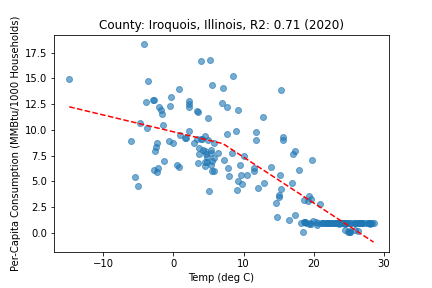 County: Iroquois, Illinois, R2: 0.71 (2020)
Per-Capita Consumption (MMBtu/1000 Households)
17.5
15.0
12.5
10.0
7.5
5.0
2.5
0.0
−10 0 10 20 30
Temp (deg C)